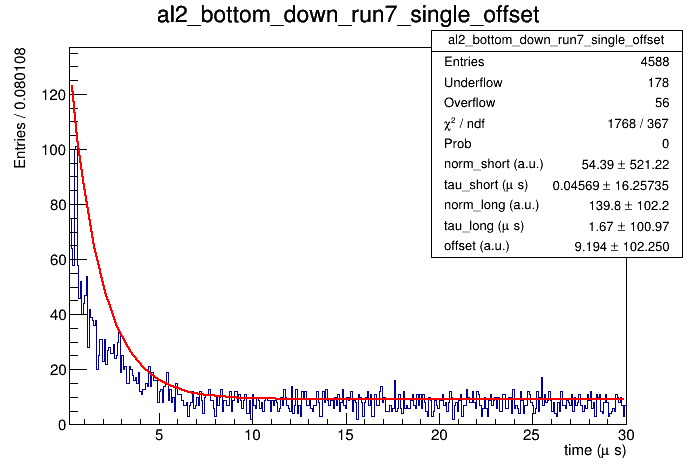 al2_bottom_down_run7_single_offset
al2_bottom_down_run7_single_offset
Entries 4588
Underflow 178
Overflow 56
χ² / ndf 1768 / 367
Prob 0
norm_short (a.u.) 54.39 ± 521.22
tau_short (μ s) 0.04569 ± 16.25735
norm_long (a.u.) 139.8 ± 102.2
tau_long (μ s) 1.67 ± 100.97
offset (a.u.) 9.194 ± 102.250
Entries / 0.080108
120
100
80
60
40
20
0
5 10 15 20 25 30
time (μ s)